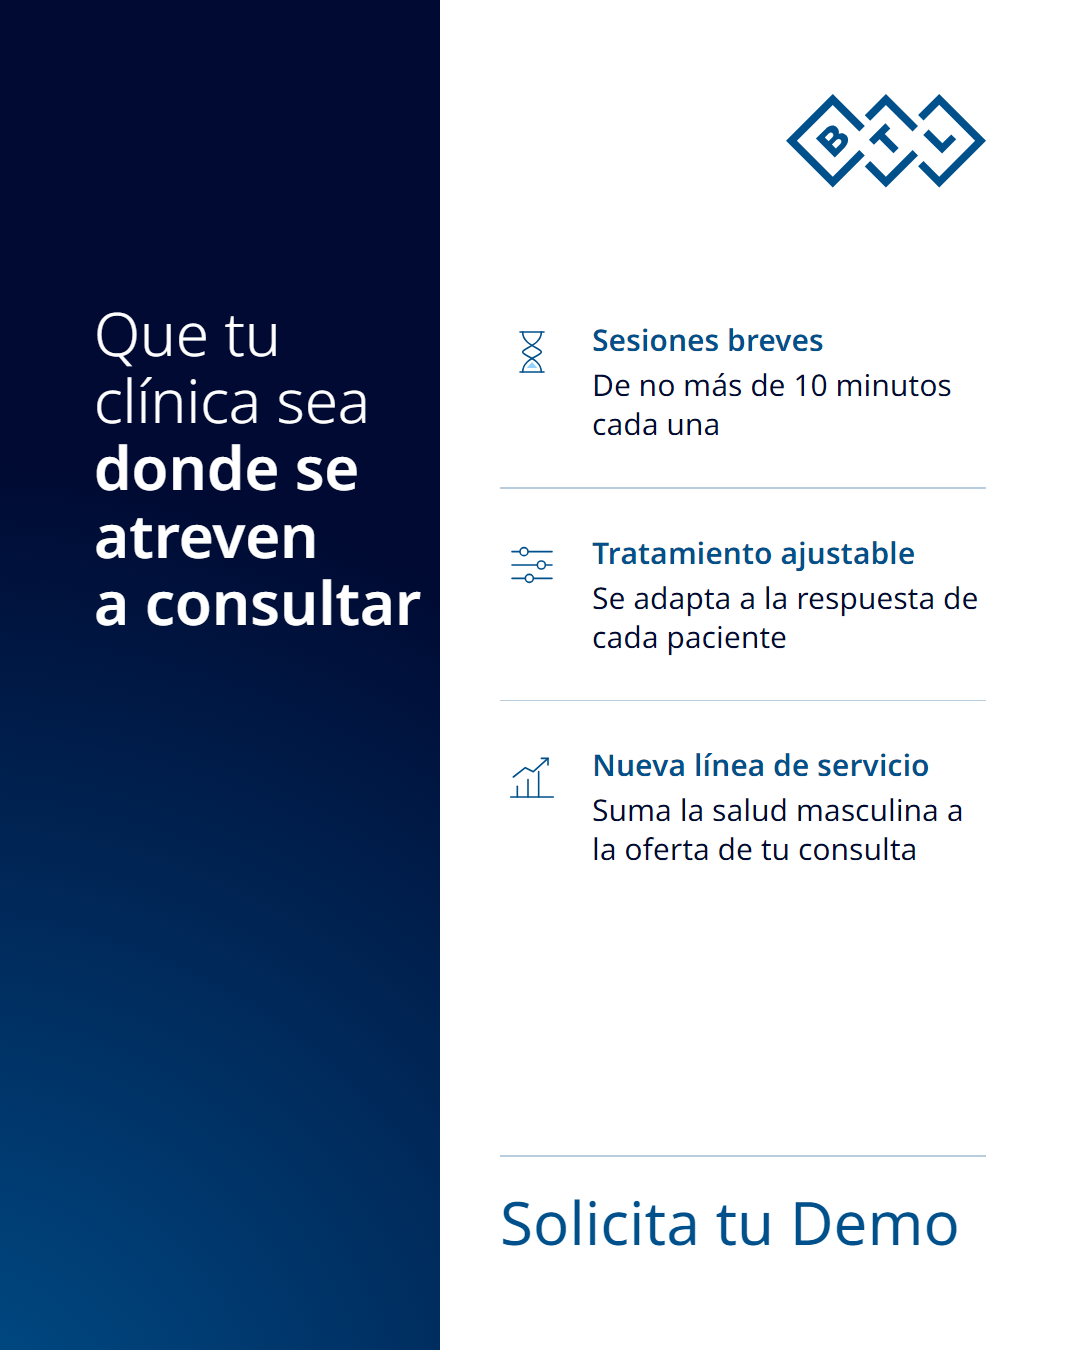 Que tu
clínica sea
donde se
atreven
a consultar
BTL
Sesiones breves
De no más de 10 minutos
cada una
Tratamiento ajustable
Se adapta a la respuesta de
cada paciente
Nueva línea de servicio
Suma la salud masculina a
la oferta de tu consulta
Solicita tu Demo